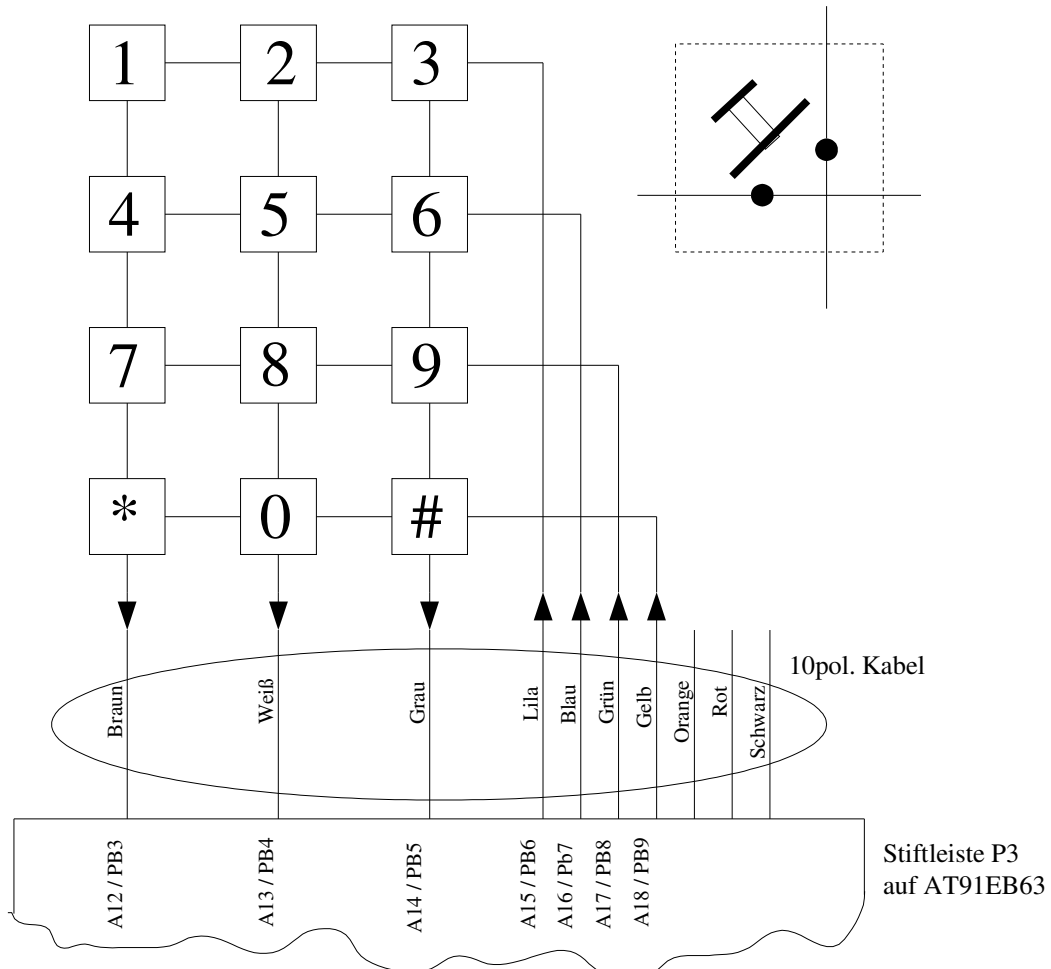 1 2 3
4 5 6
7 8 9
* 0 #
10pol. Kabel
Braun
Weiß
Grau
Lila
Blau
Grün
Gelb
Orange
Rot
Schwarz
A12 / PB3
A13 / PB4
A14 / PB5
A15 / PB6
A16 / Pb7
A17 / PB8
A18 / PB9
Stiftleiste P3
auf AT91EB63